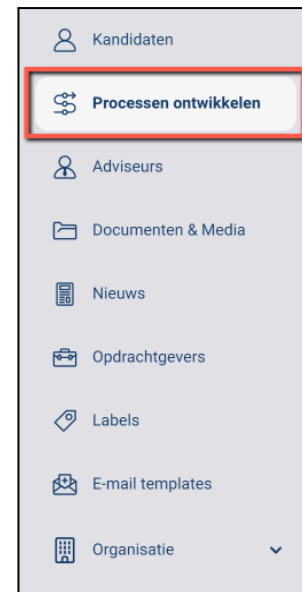 Kandidaten
Processen ontwikkelen
Adviseurs
Documenten & Media
Nieuws
Opdrachtgevers
Labels
E-mail templates
Organisatie